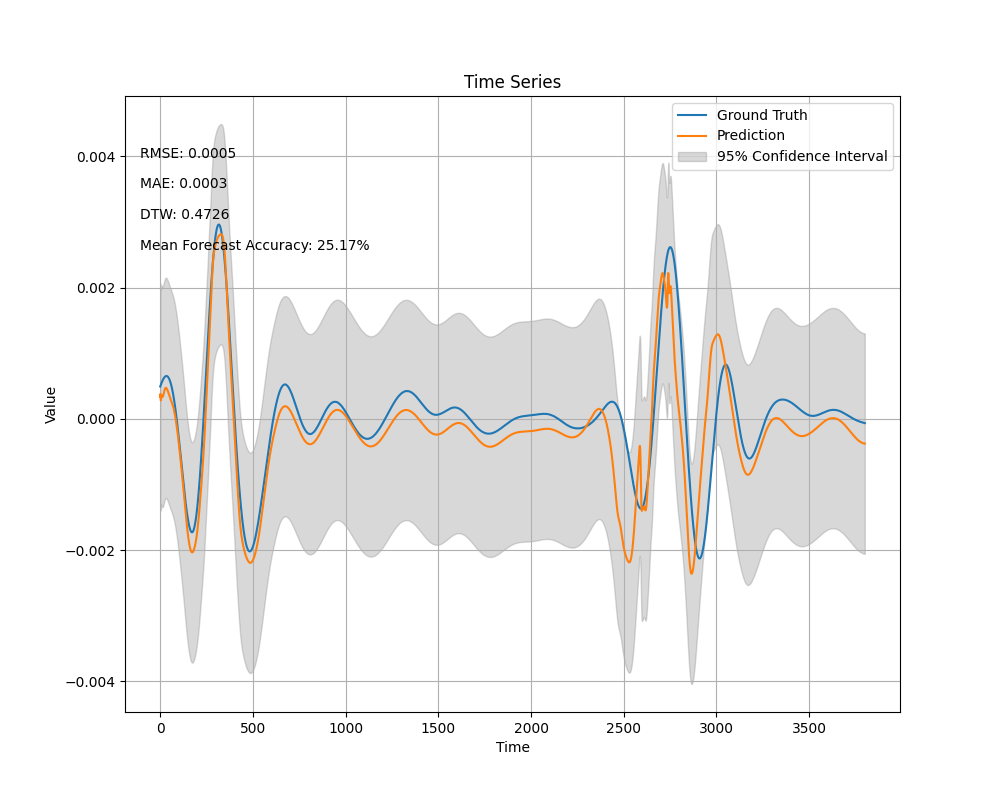 Time Series
Ground Truth
Prediction
95% Confidence Interval
RMSE: 0.0005
MAE: 0.0003
DTW: 0.4726
Mean Forecast Accuracy: 25.17%
0.004
0.002
0.000
−0.002
−0.004
Value
0 500 1000 1500 2000 2500 3000 3500
Time